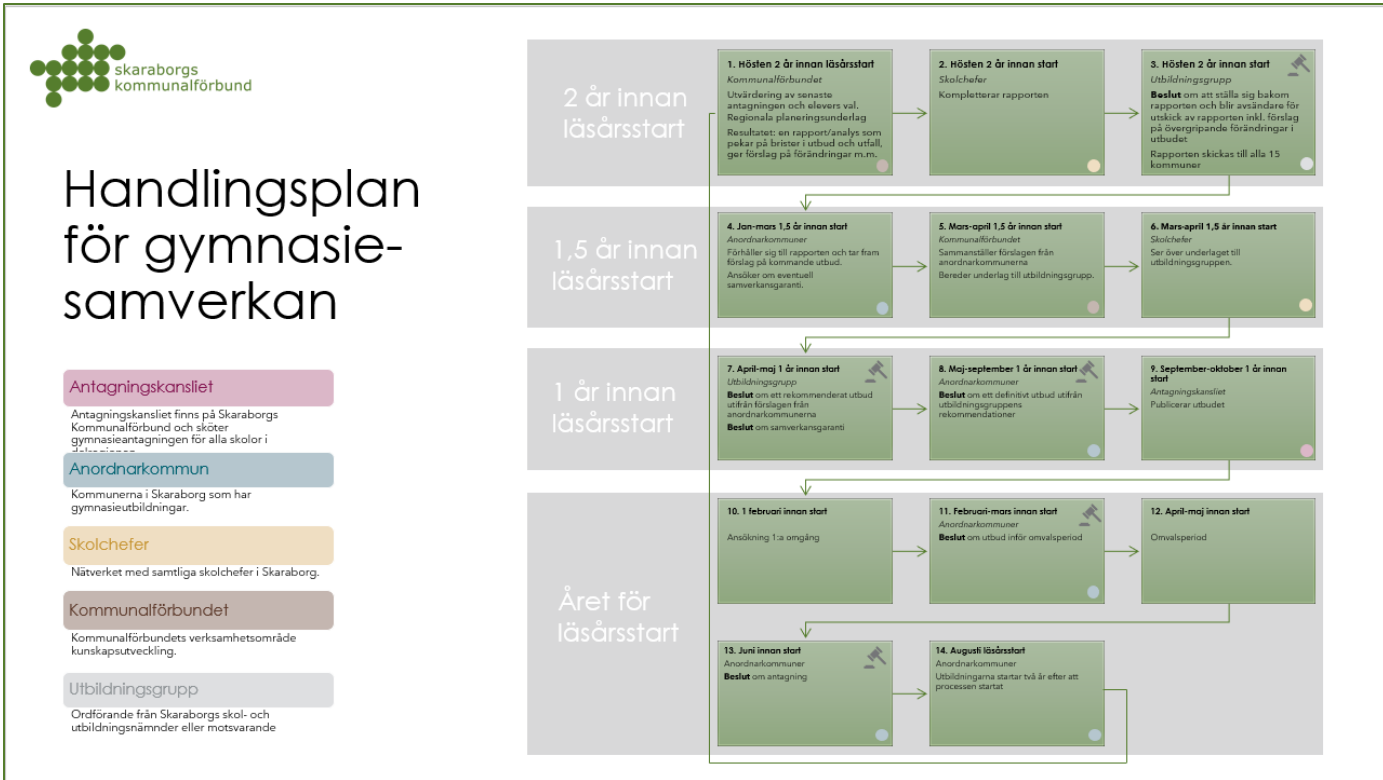 skaraborgs
kommunalförbund
Handlingsplan
för gymnasie-
samverkan
Antagningskansliet
Antagningskansliet finns på Skaraborgs
Kommunalförbund och sköter
gymnasieantagningen för alla skolor i
Anordnarkommun
Kommunerna i Skaraborg som har
gymnasieutbildningar.
Skolchefer
Nätverket med samtliga skolchefer i Skaraborg.
Kommunalförbundet
Kommunalförbundets verksamhetsområde
kunskapsutveckling.
Utbildningsgrupp
Ordförande från Skaraborgs skol- och
utbildningsnämnder eller motsvarande
2 år innan
läsårsstart
1. Hösten 2 år innan läsårsstart
Kommunalförbundet
Utvärdering av senaste
antagningen och elevers val.
Regionala planeringsunderlag
Resultatet: en rapport/analys som
pekar på brister i utbud och utfall,
ger förslag på förändringar m.m.
2. Hösten 2 år innan start
Skolchefer
Kompletterar rapporten
3. Hösten 2 år innan start
Utbildningsgrupp
Beslut om att ställa sig bakom
rapporten och blir avsändare för
utskick av rapporten inkl. förslag
på övergripande förändringar i
utbudet
Rapporten skickas till alla 15
kommuner
1,5 år innan
läsårsstart
4. Jan-mars 1,5 år innan start
Anordnarkommuner
Förhåller sig till rapporten och tar fram
förslag på kommande utbud.
Ansöker om eventuell
samverkansgaranti.
5. Mars-april 1,5 år innan start
Kommunalförbundet
Sammanställer förslagen från
anordnarkommunerna
Bereder underlag till utbildningsgrupp.
6. Mars-april 1,5 år innan start
Skolchefer
Ser över underlaget till
utbildningsgruppen.
1 år innan
läsårsstart
7. April-maj 1 år innan start
Utbildningsgrupp
Beslut om ett rekommenderat utbud
utifrån förslagen från
anordnarkommunerna
Beslut om samverkansgaranti
8. Maj-september 1 år innan start
Anordnarkommuner
Beslut om ett definitivt utbud utifrån
utbildningsgruppens
rekommendationer
9. September-oktober 1 år innan
start
Antagningskansliet
Publicerar utbudet
Året för
läsårsstart
10. 1 februari innan start
Ansökning 1:a omgång
11. Februari-mars innan start
Anordnarkommuner
Beslut om utbud inför omvalsperiod
12. April-maj innan start
Omvalsperiod
13. Juni innan start
Anordnarkommuner
Beslut om antagning
14. Augusti läsårsstart
Anordnarkommuner
Utbildningarna startar två år efter att
processen startat